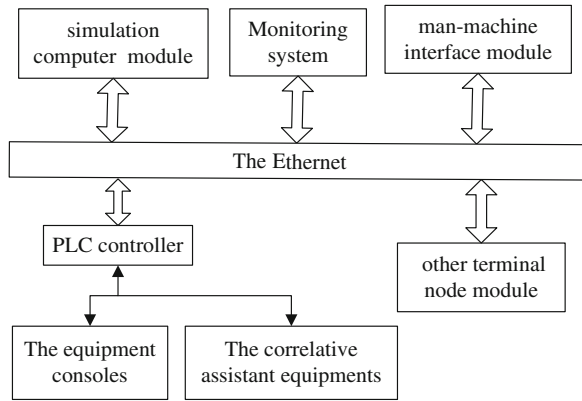 simulation
computer module
Monitoring
system
man-machine
interface module
The Ethernet
PLC controller
other terminal
node module
The equipment
consoles
The correlative
assistant equipments